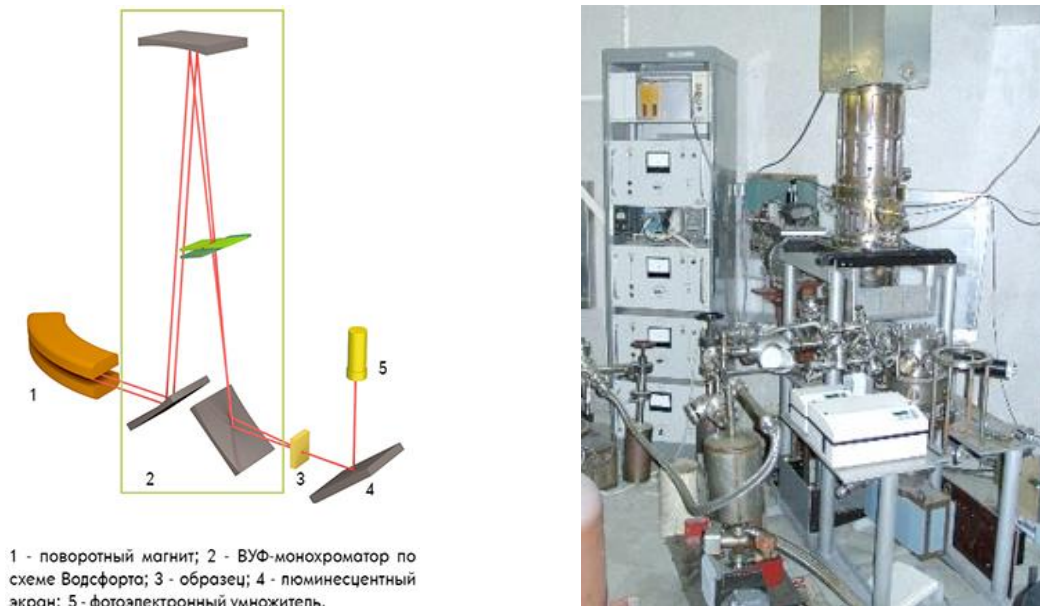 1
2
3
4
5
1 - поворотный магнит; 2 - ВУФ-монохроматор по
схеме Водсфорта; 3 - образец; 4 - люминесцентный
экран; 5 - фотоэлектронный умножитель.